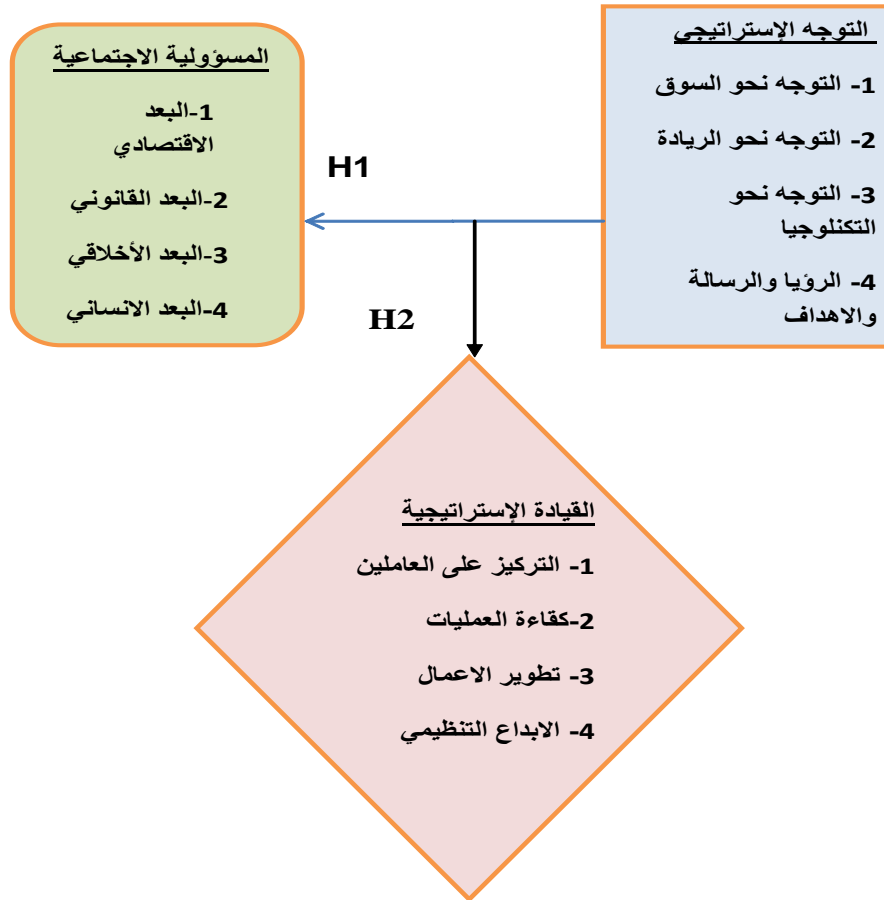 التوجه الإستراتيجي
1- التوجه نحو السوق
2- التوجه نحو الريادة
3- التوجه نحو
التكنلوجيا
4- الرؤيا والرسالة
والاهداف
H1
H2
المسؤولية الاجتماعية
1-البعد
الاقتصادي
2-البعد القانوني
3-البعد الأخلاقي
4-البعد الانساني
القيادة الإستراتيجية
1- التركيز على العاملين
2-كقاءة العمليات
3- تطوير الاعمال
4- الابداع التنظيمي